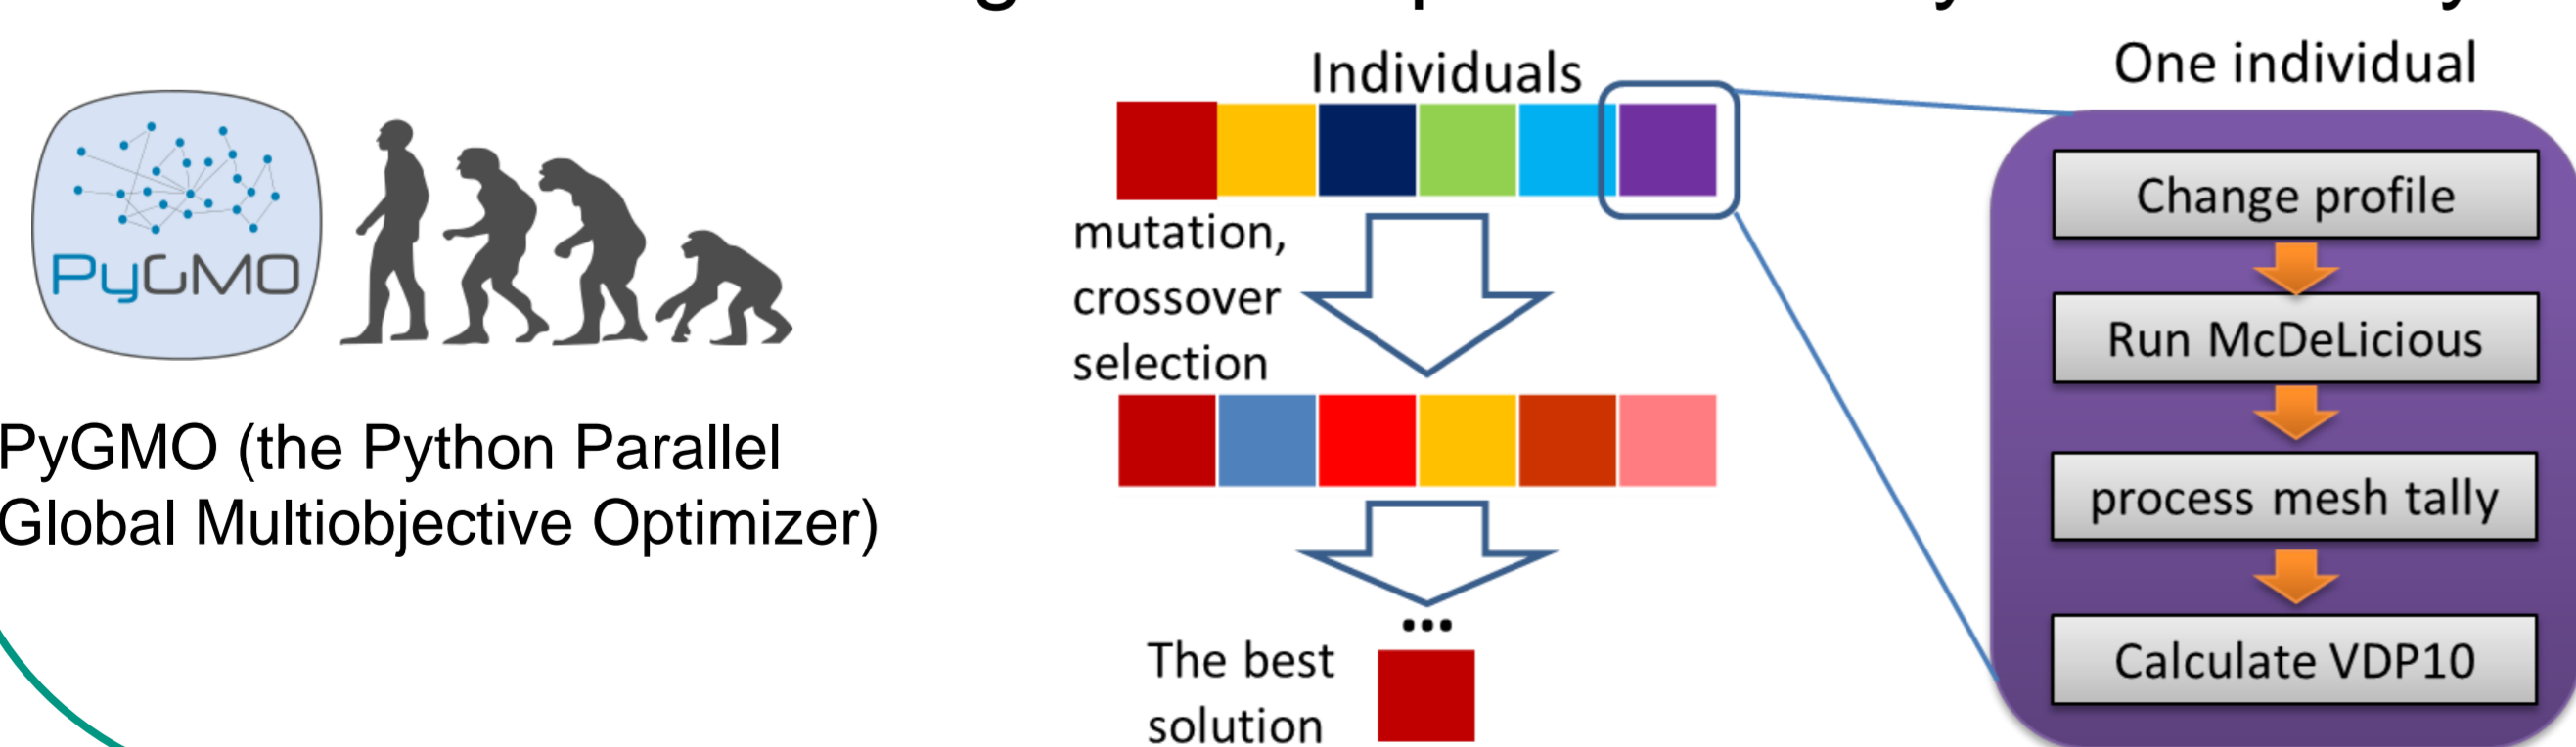 PyGMO
PyGMO (the Python Parallel
Global Multiobjective Optimizer)
Individuals
mutation,
crossover
selection
...
The best
solution
One individual
Change profile
Run McDeLicious
process mesh tally
Calculate VDP10